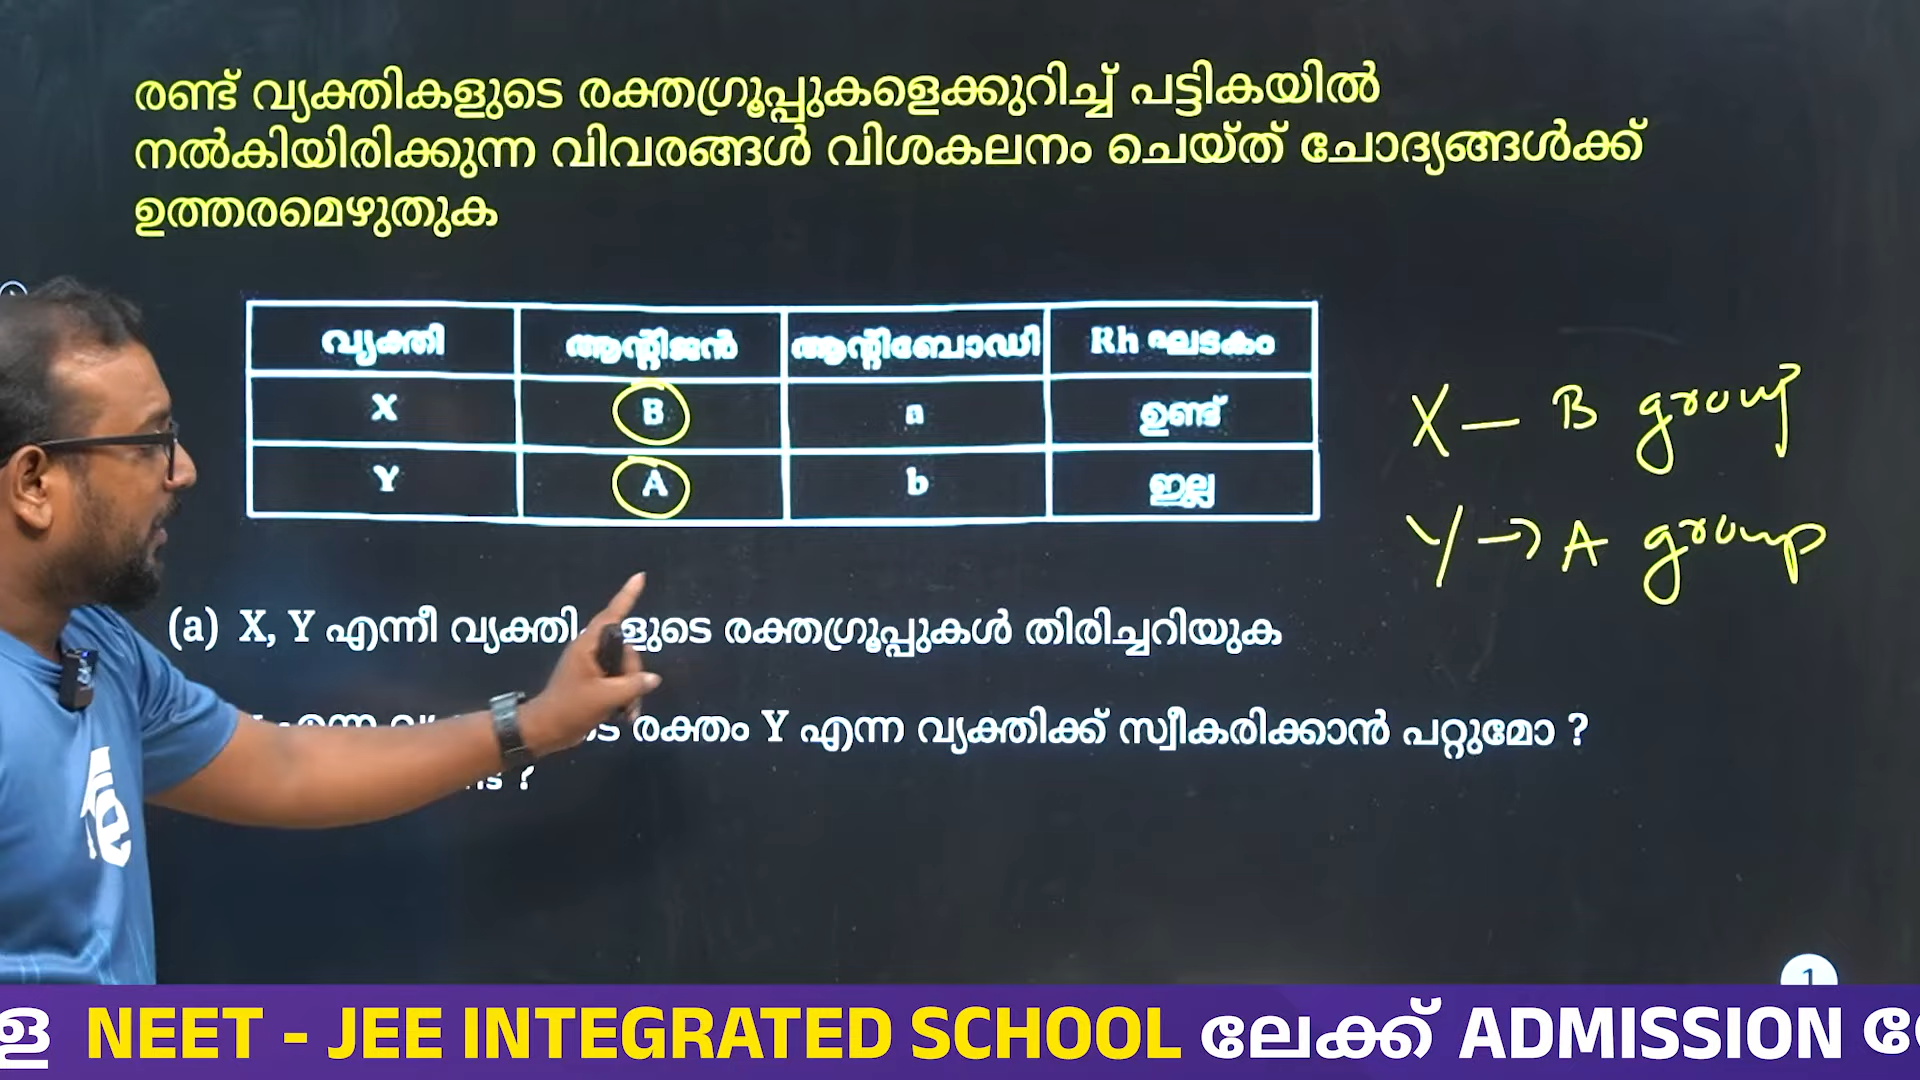 രണ്ട് വ്യക്തികളുടെ രക്തഗ്രൂപ്പുകളെക്കുറിച്ച് പട്ടികയിൽ
നൽകിയിരിക്കുന്ന വിവരങ്ങൾ വിശകലനം ചെയ്ത് ചോദ്യങ്ങൾക്ക്
ഉത്തരമെഴുതുക
വ്യക്തി ആന്റിജൻ ആന്റിബോഡി Rh ഘടകം
X B a ഉണ്ട്
Y A b ഇല്ല
X – B group
Y → A group
(a) X, Y എന്നീ രക്തഗ്രൂപ്പുകൾ തിരിച്ചറിയുക
രക്തം Y എന്ന വ്യക്തിക്ക് സ്വീകരിക്കാൻ പറ്റുമോ ?
?
1
NEET - JEE INTEGRATED SCHOOL ലേക്ക് ADMISSION